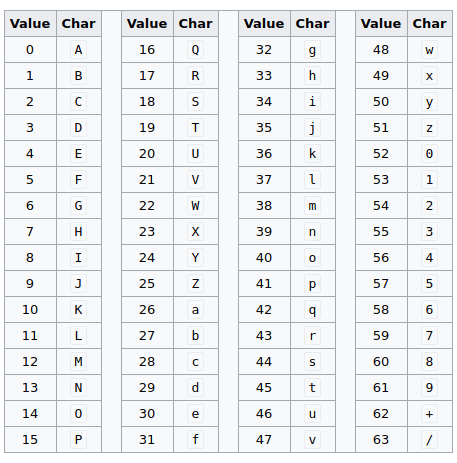 Value Char Value Char Value Char Value Char
0 A 16 Q 32 g 48 w
1 B 17 R 33 h 49 x
2 C 18 S 34 i 50 y
3 D 19 T 35 j 51 z
4 E 20 U 36 k 52 0
5 F 21 V 37 l 53 1
6 G 22 W 38 m 54 2
7 H 23 X 39 n 55 3
8 I 24 Y 40 o 56 4
9 J 25 Z 41 p 57 5
10 K 26 a 42 q 58 6
11 L 27 b 43 r 59 7
12 M 28 c 44 s 60 8
13 N 29 d 45 t 61 9
14 O 30 e 46 u 62 +
15 P 31 f 47 v 63 /